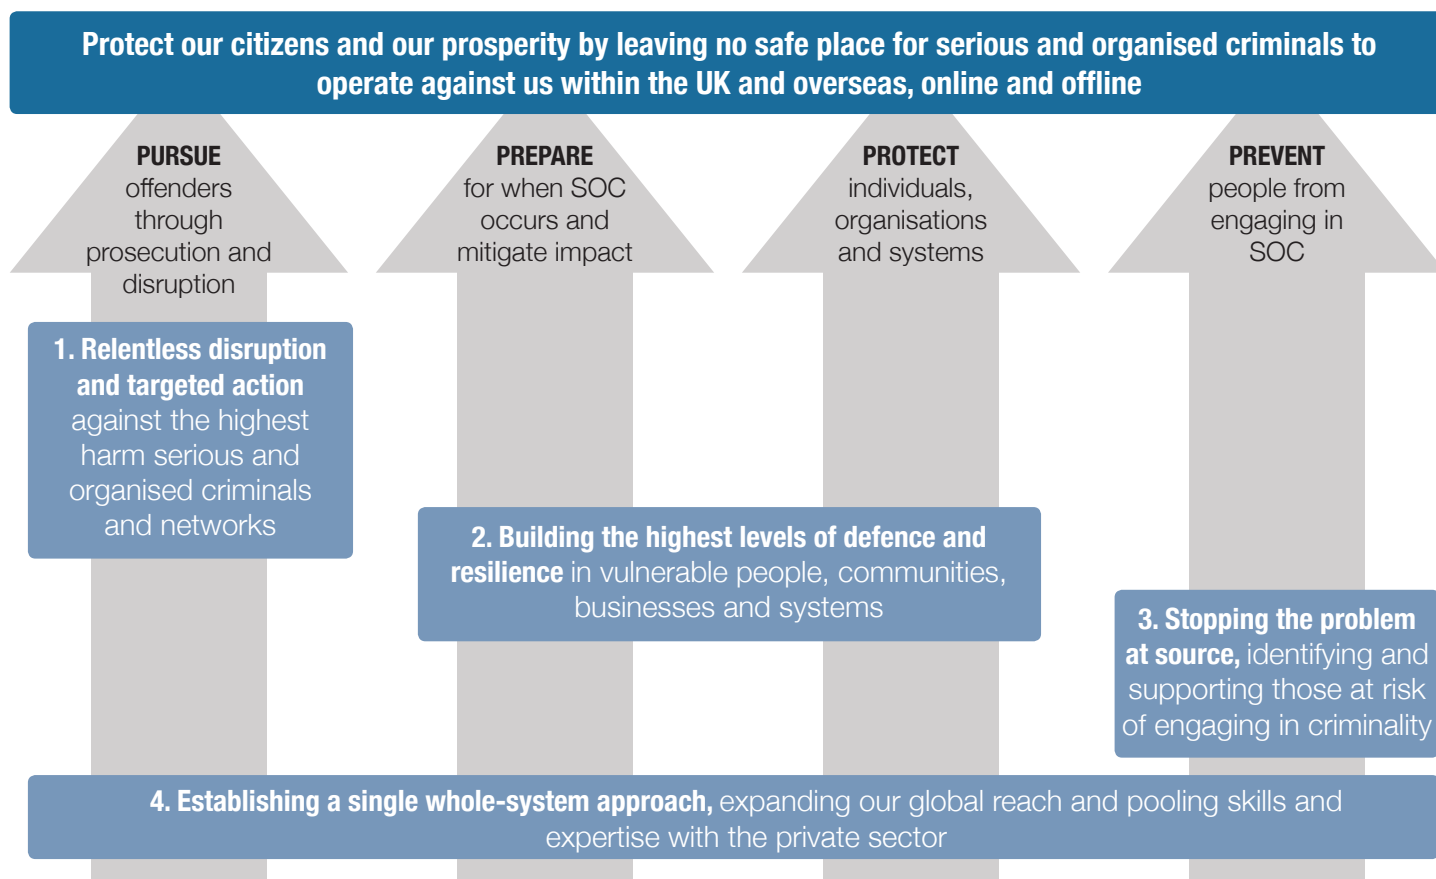 Protect our citizens and our prosperity by leaving no safe place for serious and organised criminals to
operate against us within the UK and overseas, online and offline
PURSUE
offenders
through
prosecution and
disruption
PREPARE
for when SOC
occurs and
mitigate impact
PROTECT
individuals,
organisations
and systems
PREVENT
people from
engaging in
SOC
1. Relentless disruption
and targeted action
against the highest
harm serious and
organised criminals
and networks
2. Building the highest levels of defence and
resilience in vulnerable people, communities,
businesses and systems
3. Stopping the problem
at source, identifying and
supporting those at risk
of engaging in criminality
4. Establishing a single whole-system approach, expanding our global reach and pooling skills and
expertise with the private sector